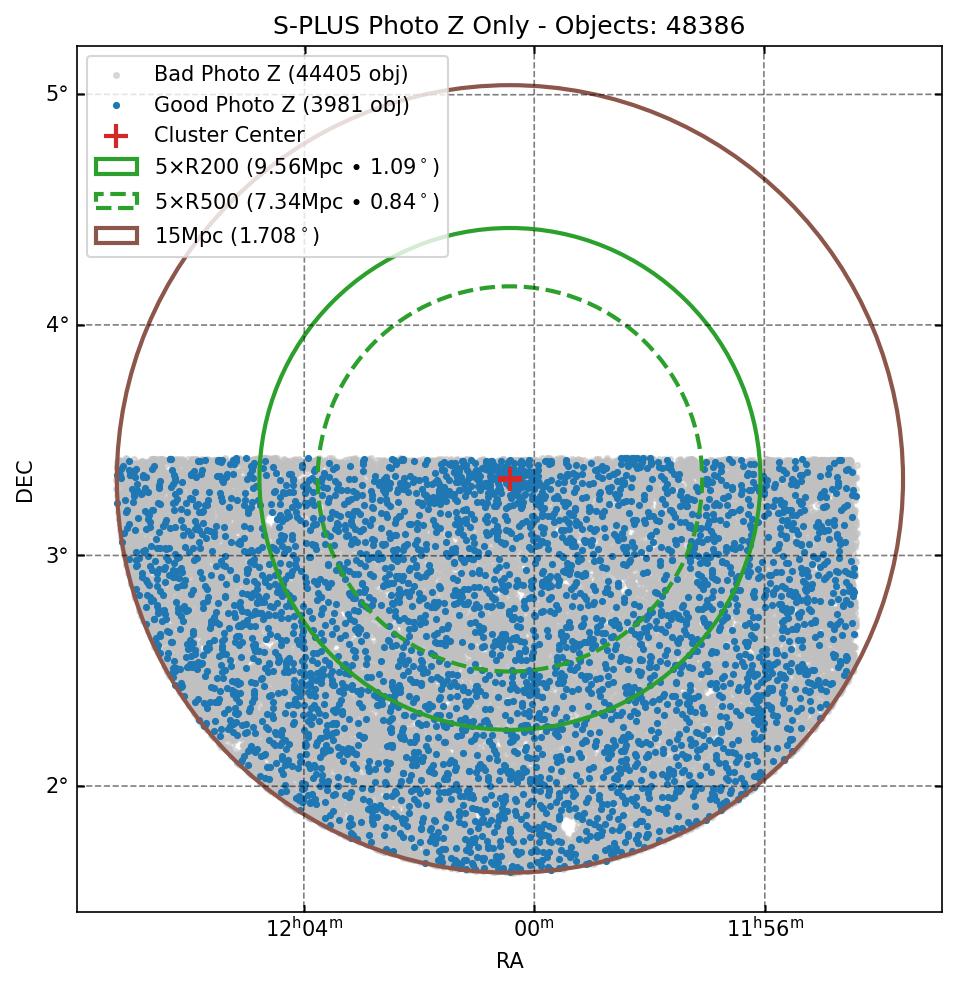 S-PLUS Photo Z Only - Objects: 48386
Bad Photo Z (44405 obj)
Good Photo Z (3981 obj)
Cluster Center
5×R200 (9.56Mpc • 1.09°)
5×R500 (7.34Mpc • 0.84°)
15Mpc (1.708°)
5°
4°
3°
2°
DEC
12ʰ04ᵐ
00ᵐ
11ʰ56ᵐ
RA